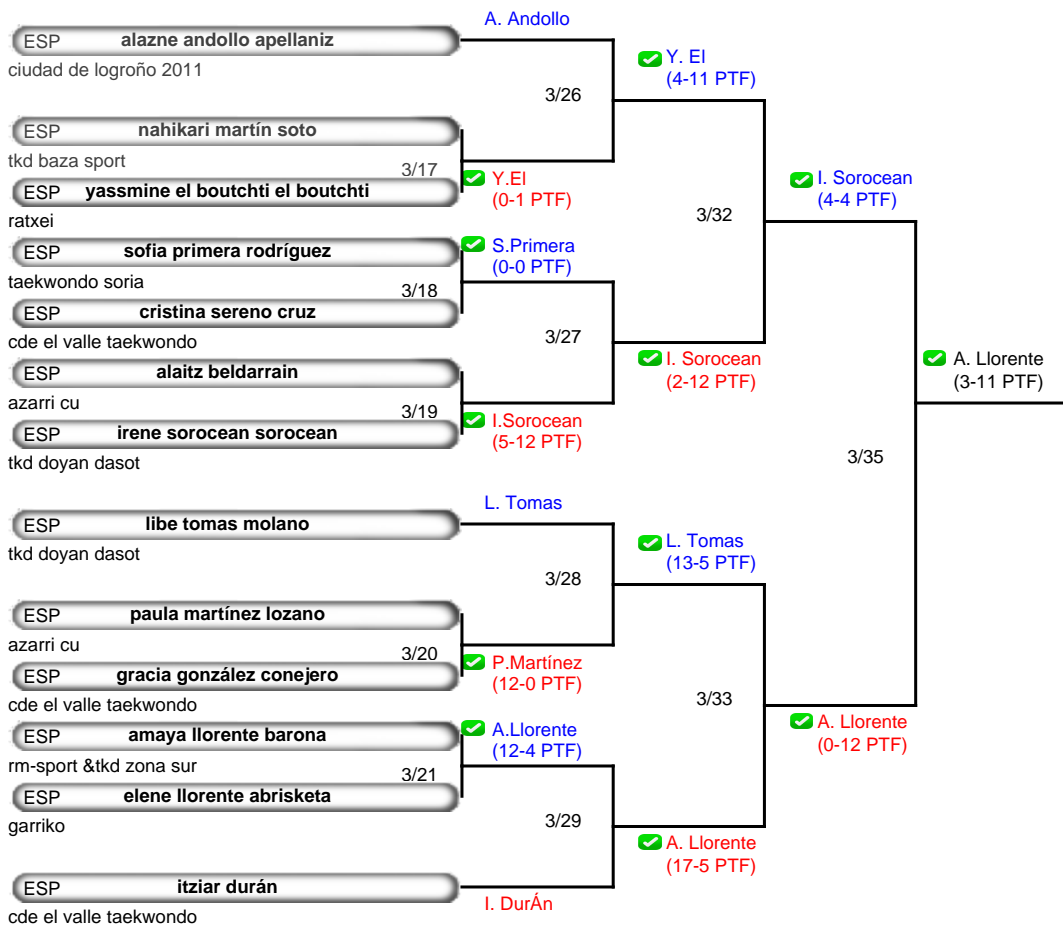 A. Andollo
ESP alazne andollo apellaniz
ciudad de logroño 2011
3/26
Y. El
(4-11 PTF)
ESP nahikari martín soto
tkd baza sport
3/17
ESP yassmine el boutchti el boutchti
ratxei
Y.El
(0-1 PTF)
3/32
I. Sorocean
(4-4 PTF)
ESP sofia primera rodríguez
taekwondo soria
S.Primera
(0-0 PTF)
3/18
ESP cristina sereno cruz
cde el valle taekwondo
3/27
I. Sorocean
(2-12 PTF)
ESP alaitz beldarrain
azarri cu
3/19
ESP irene sorocean sorocean
tkd doyan dasot
I.Sorocean
(5-12 PTF)
A. Llorente
(3-11 PTF)
3/35
L. Tomas
ESP libe tomas molano
tkd doyan dasot
3/28
L. Tomas
(13-5 PTF)
ESP paula martínez lozano
azarri cu
3/20
ESP gracia gonzález conejero
cde el valle taekwondo
P.Martínez
(12-0 PTF)
3/33
A. Llorente
(0-12 PTF)
ESP amaya llorente barona
rm-sport &tkd zona sur
A.Llorente
(12-4 PTF)
3/21
ESP elene llorente abrisketa
garriko
3/29
A. Llorente
(17-5 PTF)
ESP itziar durán
cde el valle taekwondo
I. DurÁn